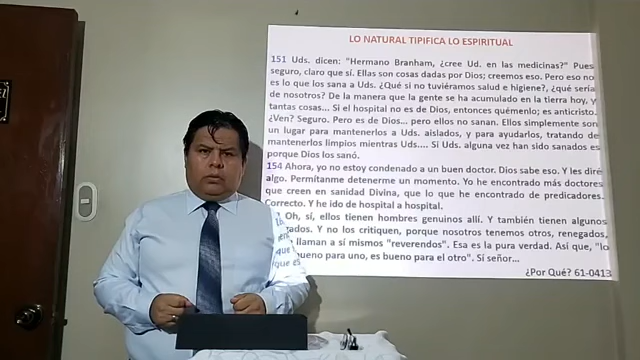 LO NATURAL TIPIFICA LO ESPIRITUAL
151 Uds. dicen: "Hermano Branham, ¿cree Ud. en las medicinas?" Pues
seguro, claro que sí. Ellas son cosas dadas por Dios; creemos eso. Pero eso no
es lo que los sana a Uds. ¿Qué si no tuviéramos salud e higiene?, ¿qué sería
de nosotros? De la manera que la gente se ha acumulado en la tierra hoy, y
tantas cosas... Si el hospital no es de Dios, entonces quémenlo; es anticristo.
¿Ven? Seguro. Pero es de Dios... pero ellos no sanan. Ellos simplemente son
un lugar para mantenerlos a Uds. aislados, y para ayudarlos, tratando de
mantenerlos limpios mientras Uds.... Si Uds. alguna vez han sido sanados es
porque Dios los sanó.
154 Ahora, yo no estoy condenado a un buen doctor. Dios sabe eso. Y les diré
algo. Permítanme detenerme un momento. Yo he encontrado más doctores
que creen en sanidad Divina, que lo que he encontrado de predicadores.
Correcto. Y he ido de hospital a hospital.
Oh, sí, ellos tienen hombres genuinos allí. Y también tienen algunos
gados. Y no los critiquen, porque nosotros tenemos otros, renegados,
llaman a sí mismos "reverendos". Esa es la pura verdad. Así que, "lo
bueno para uno, es bueno para el otro". Sí señor...
¿Por Qué? 61-0413